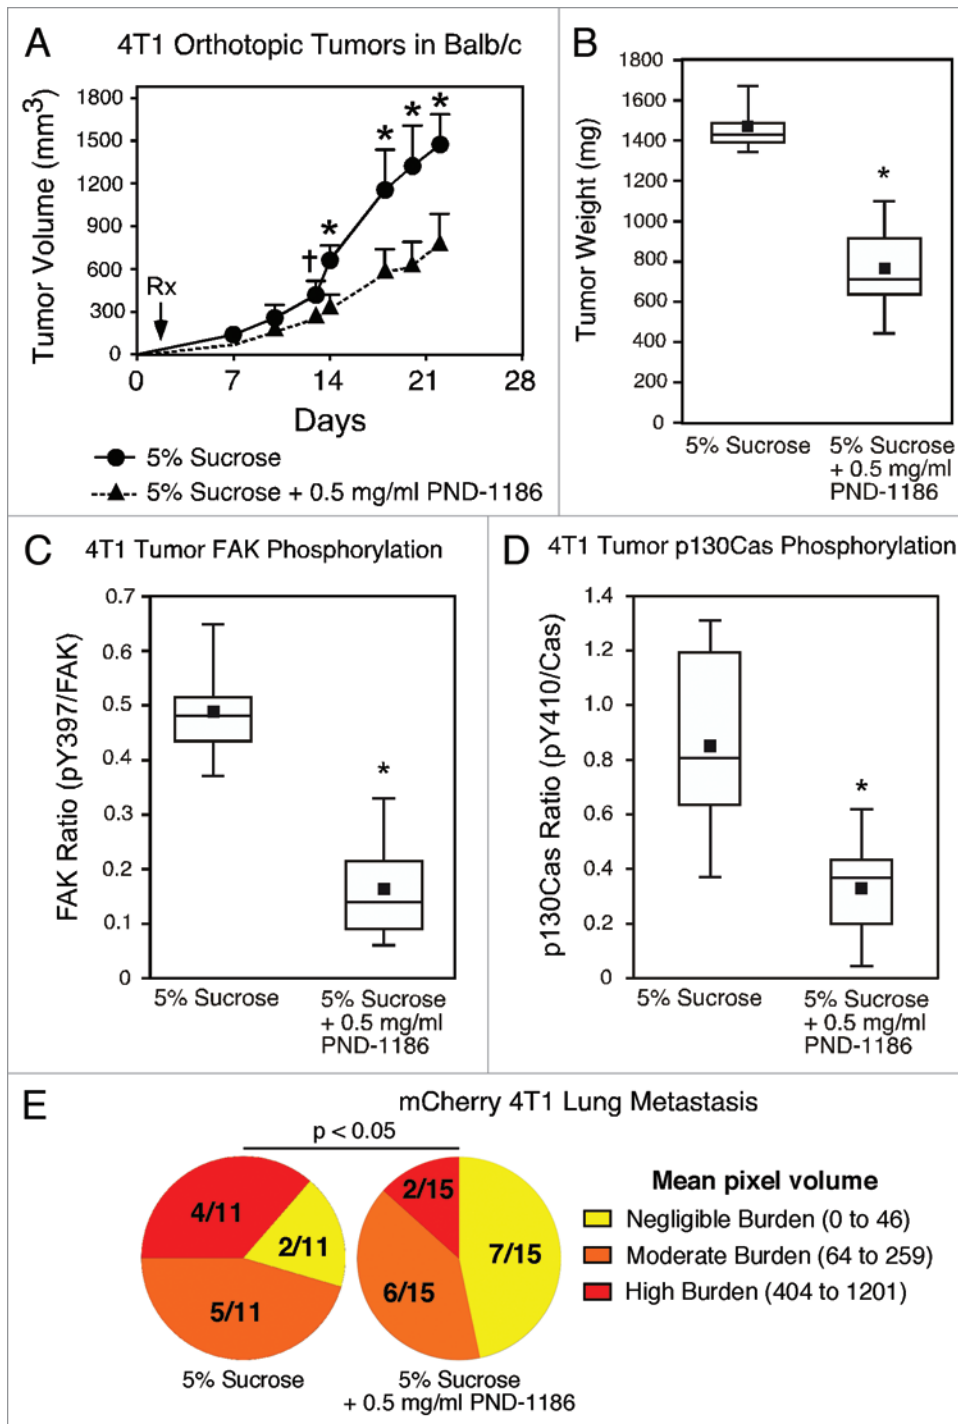 A
4T1 Orthotopic Tumors in Balb/c
Tumor Volume (mm³)
1800
1500
1200
900
600
300
0
Rx
†
*
*
*
*
0
7
14
21
28
Days
5% Sucrose
5% Sucrose + 0.5 mg/ml PND-1186
B
Tumor Weight (mg)
1800
1600
1400
1200
1000
800
600
400
200
0
*
5% Sucrose
5% Sucrose
+ 0.5 mg/ml
PND-1186
C
4T1 Tumor FAK Phosphorylation
FAK Ratio (pY397/FAK)
0.7
0.6
0.5
0.4
0.3
0.2
0.1
0
*
5% Sucrose
5% Sucrose
+ 0.5 mg/ml
PND-1186
D
4T1 Tumor p130Cas Phosphorylation
p130Cas Ratio (pY410/Cas)
1.4
1.2
1.0
0.8
0.6
0.4
0.2
0
*
5% Sucrose
5% Sucrose
+ 0.5 mg/ml
PND-1186
E
mCherry 4T1 Lung Metastasis
p < 0.05
4/11
2/11
5/11
5% Sucrose
2/15
7/15
6/15
5% Sucrose
+ 0.5 mg/ml PND-1186
Mean pixel volume
Negligible Burden (0 to 46)
Moderate Burden (64 to 259)
High Burden (404 to 1201)